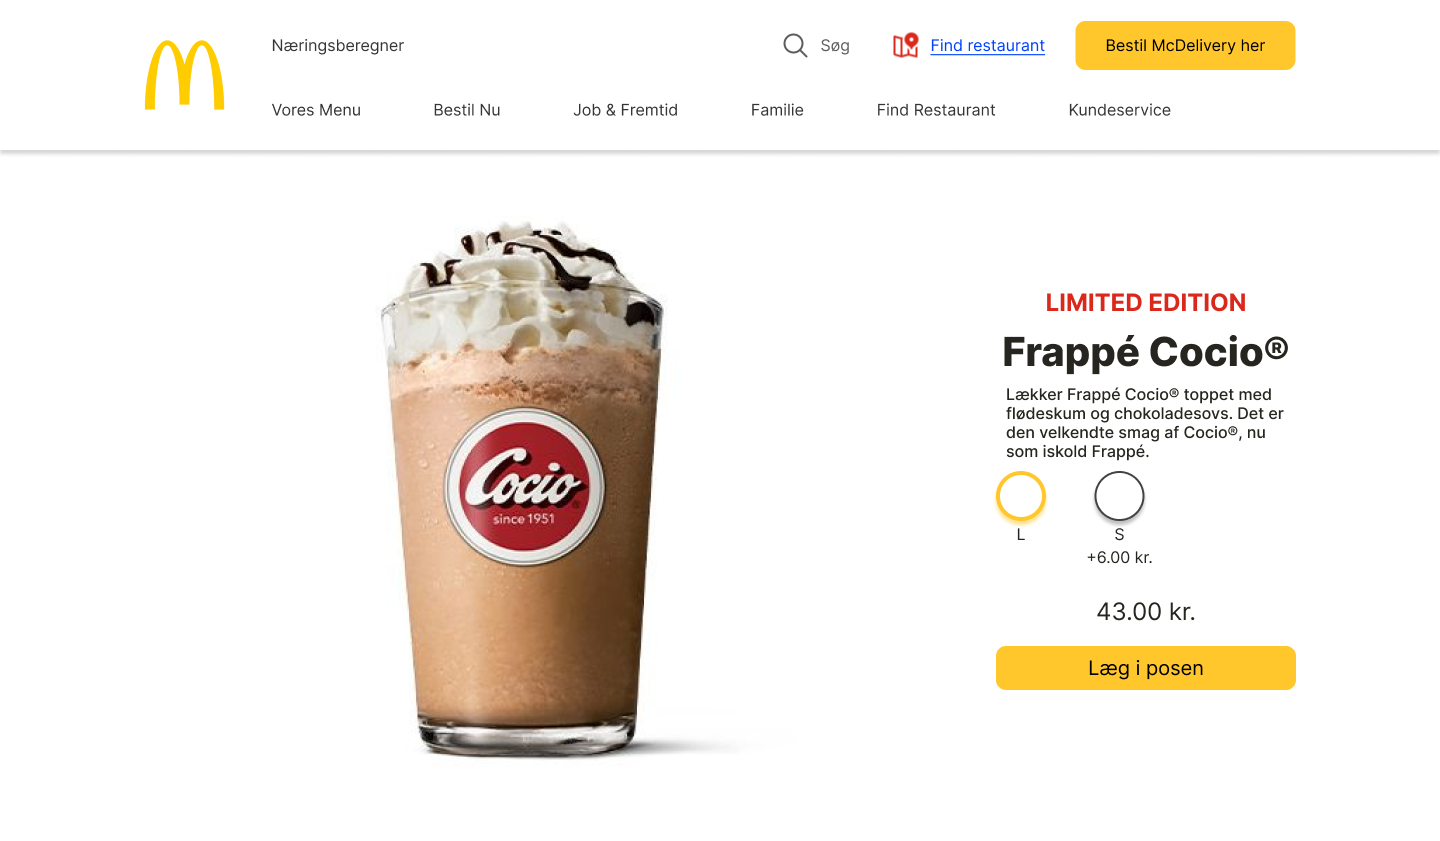 Næringsberegner
Søg
Find restaurant
Bestil McDelivery her
Vores Menu
Bestil Nu
Job & Fremtid
Familie
Find Restaurant
Kundeservice
Cocio®
since 1951
LIMITED EDITION
Frappé Cocio®
Lækker Frappé Cocio® toppet med
flødeskum og chokoladesovs. Det er
den velkendte smag af Cocio®, nu
som iskold Frappé.
L
S
+6.00 kr.
43.00 kr.
Læg i posen